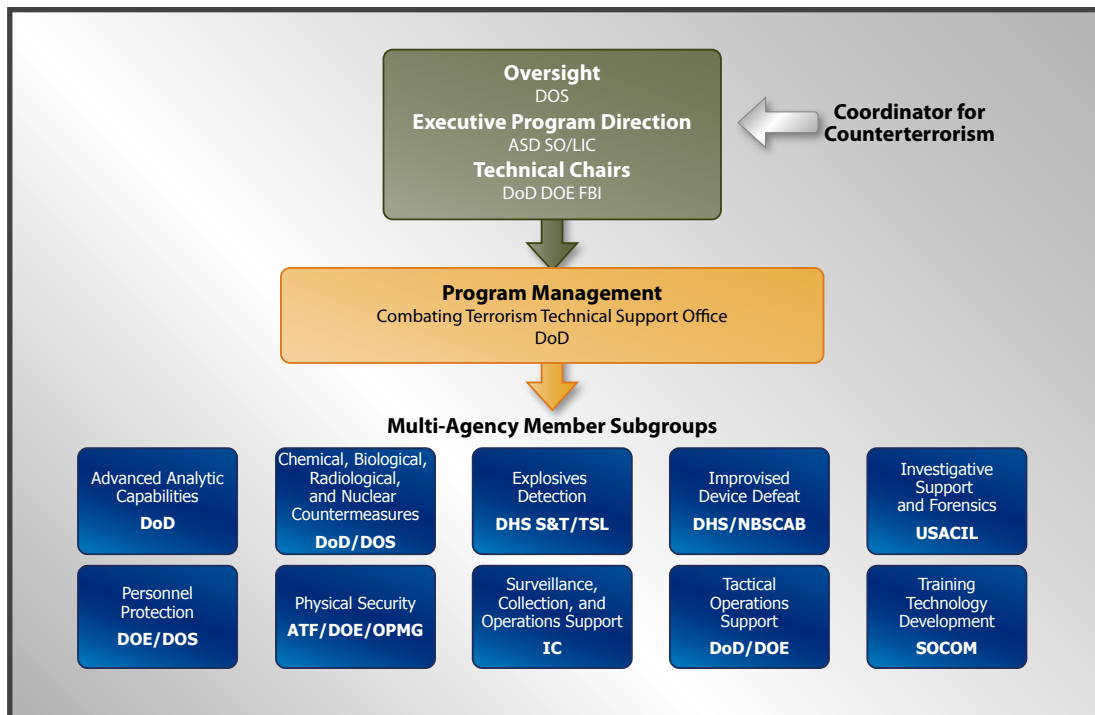 Oversight
DOS
Executive Program Direction
ASD SO/LIC
Technical Chairs
DoD DOE FBI
Coordinator for
Counterterrorism
Program Management
Combating Terrorism Technical Support Office
DoD
Multi-Agency Member Subgroups
Advanced Analytic
Capabilities
DoD
Chemical, Biological,
Radiological,
and Nuclear
Countermeasures
DoD/DOS
Explosives
Detection
DHS S&T/TSL
Improvised
Device Defeat
DHS/NBSCAB
Investigative
Support
and Forensics
USACIL
Personnel
Protection
DOE/DOS
Physical Security
ATF/DOE/OPMG
Surveillance,
Collection, and
Operations Support
IC
Tactical
Operations
Support
DoD/DOE
Training
Technology
Development
SOCOM